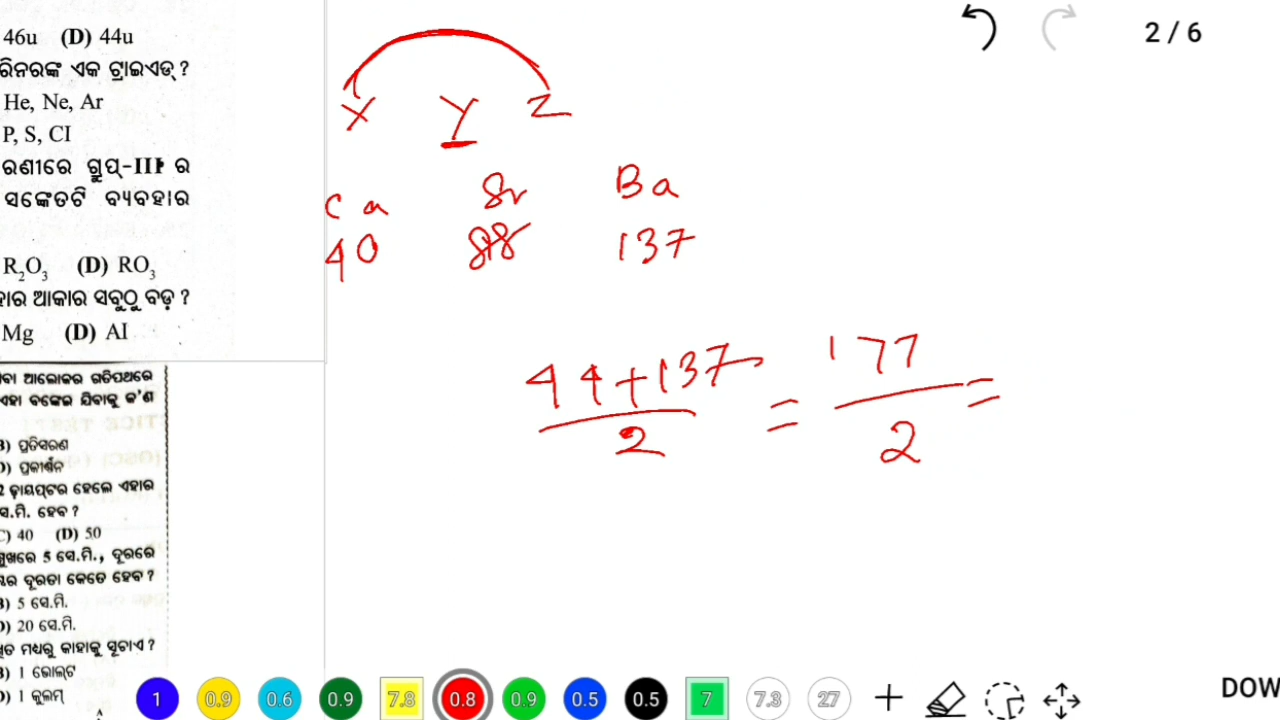 46u (D) 44u
ରିନରଙ୍କ ଏକ ଟ୍ରାଇଏଡ୍ ?
He, Ne, Ar
P, S, CI
ରଣୀରେ ଗ୍ରୁପ୍-III ର
ସଙ୍କେତଟି ବ୍ୟବହାର
R₂O₃ (D) RO₃
ହାର ଆକାର ସବୁଠୁ ବଡ଼ ?
Mg (D) AI
ବା ଆଲୋକର ଗତିପଥରେ
ଏହା ବଙ୍କେଇ ଯିବାକୁ କ'ଣ
B) ପ୍ରତିସରଣ
D) ପ୍ରକୀର୍ଣ୍ଣନ
2 ଡ଼ାୟପ୍ଟର ହେଲେ ଏହାର
ସେ.ମି. ହେବ ?
C) 40 (D) 50
ମୁଖରେ 5 ସେ.ମି., ଦୂରରେ
ର ଦୂରତା କେତେ ହେବ ?
B) 5 ସେ.ମି.
D) 20 ସେ.ମି.
ମଧ୍ୟରୁ କାହାକୁ ସୂଚାଏ ?
B) 1 ଭୋଲ୍ଟ
D) 1 କୁଲମ୍
2 / 6
X Y Z
Ca Sr Ba
40 88 137
44+137 = 177 =
2 2
1 0.9 0.6 0.9 7.8 0.8 0.9 0.5 0.5 7 7.3 27 +
DOW